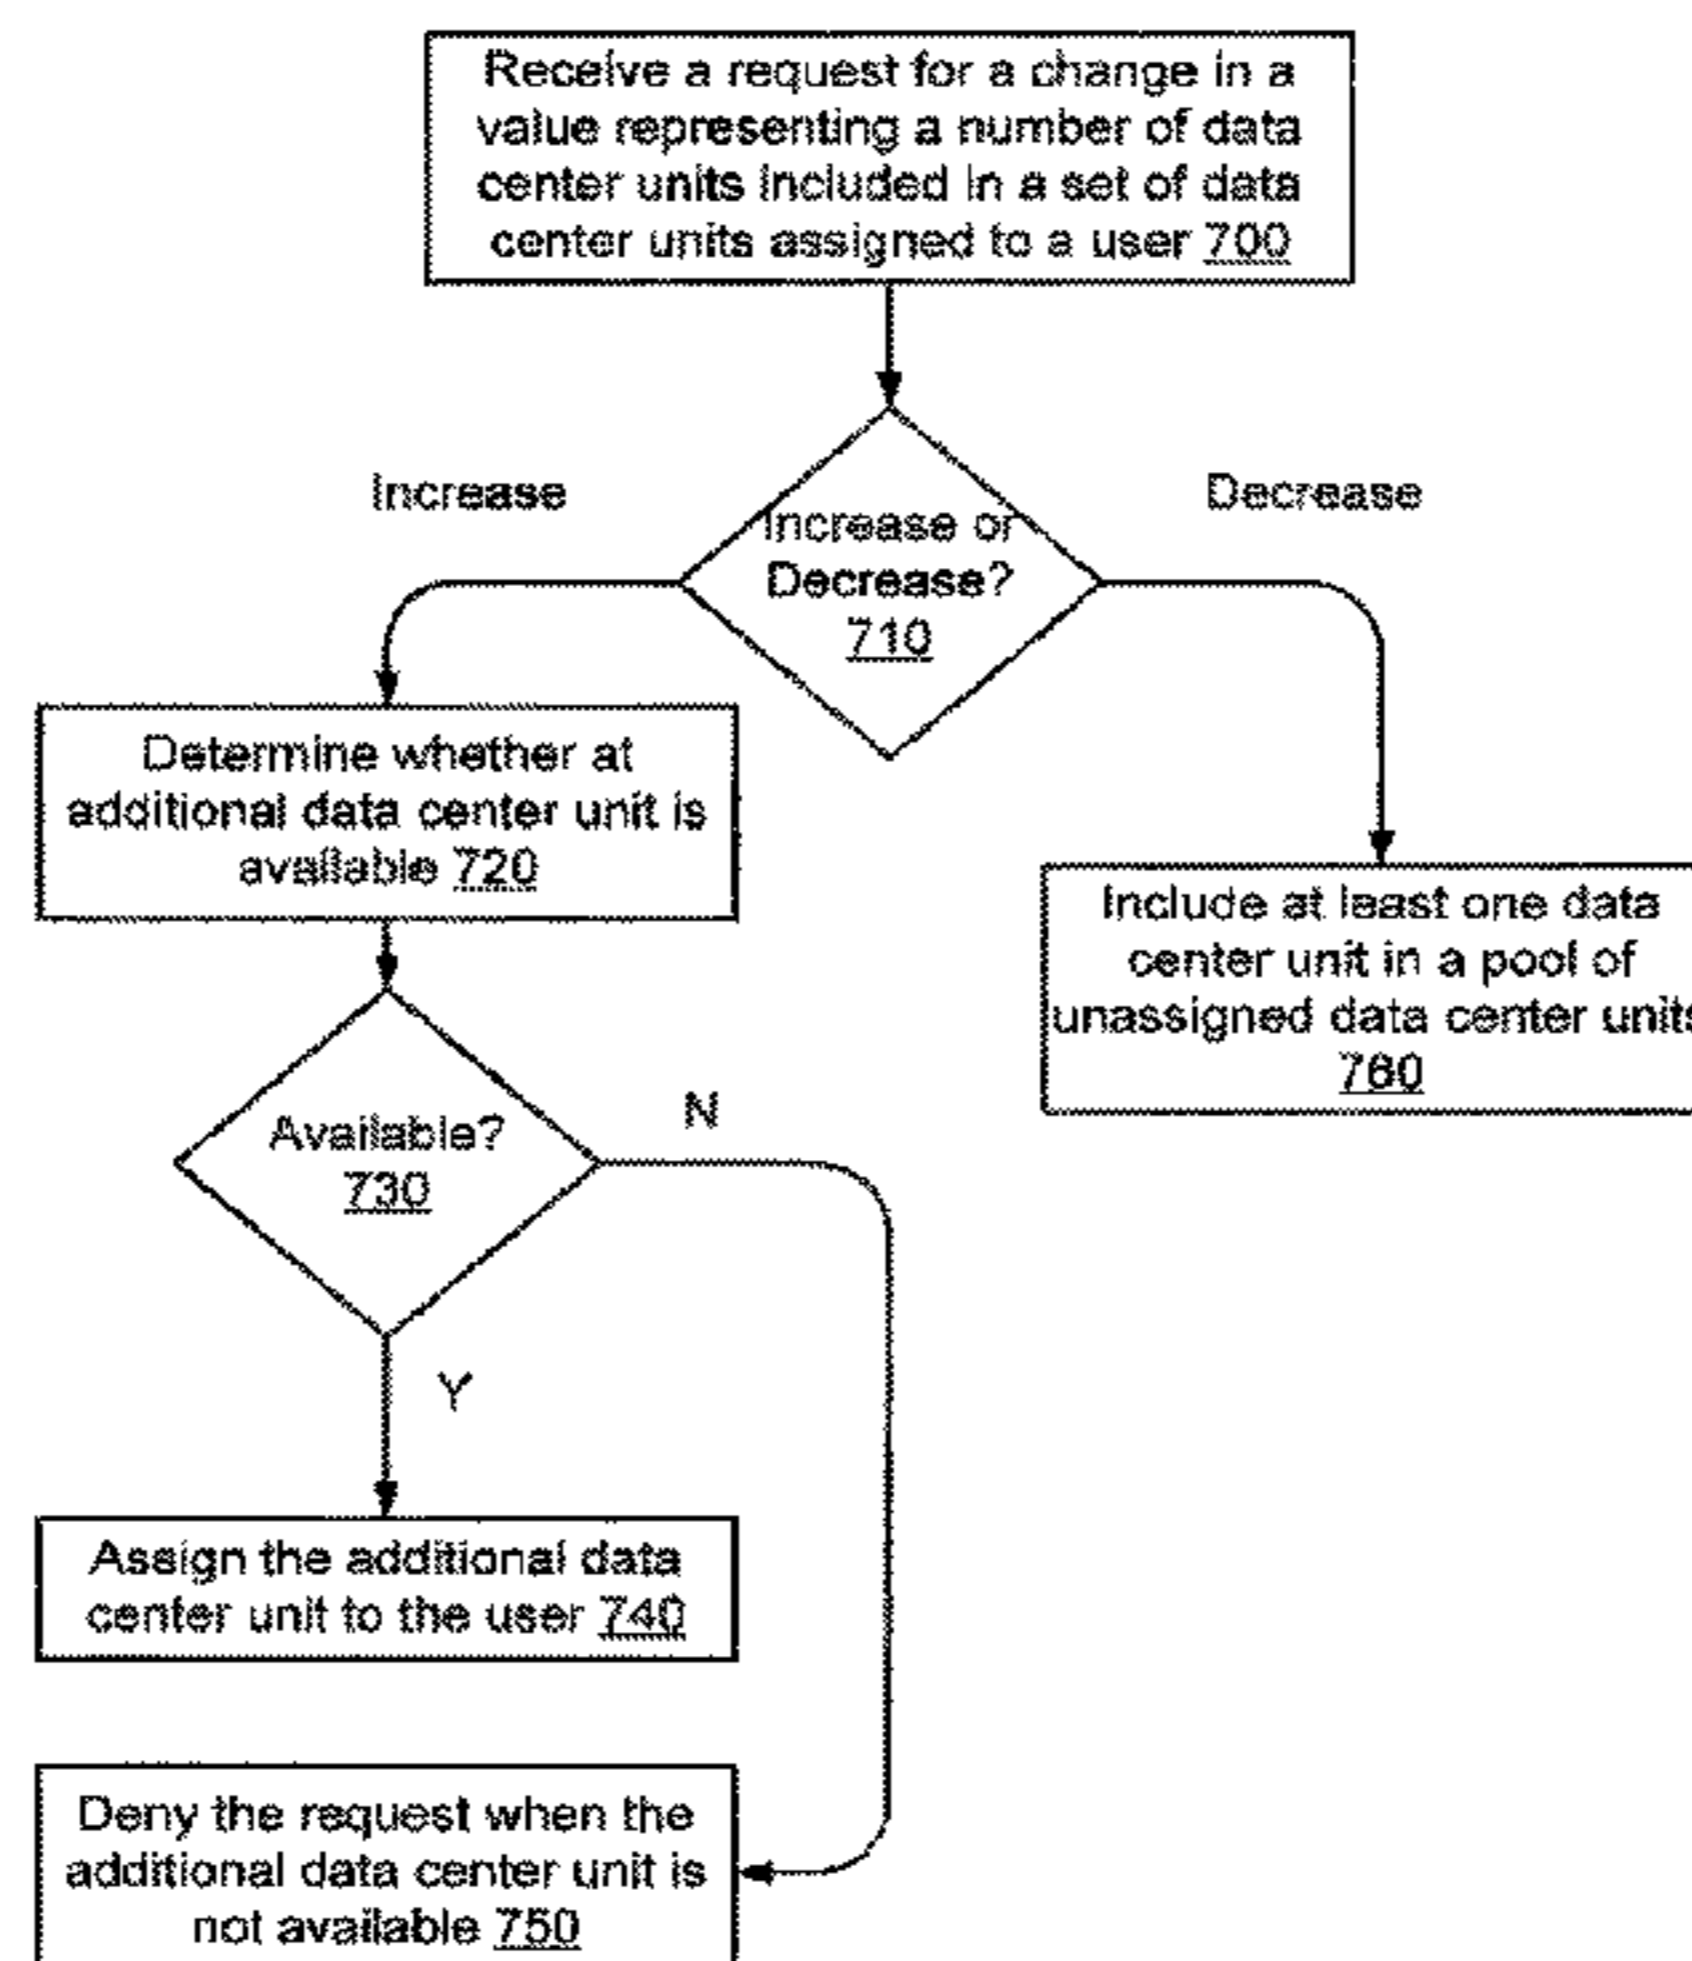 Receive a request for a change in a
value representing a number of data
center units included in a set of data
center units assigned to a user 700
Increase
Decrease
Increase or
Decrease?
710
Determine whether at
additional data center unit is
available 720
Include at least one data
center unit in a pool of
unassigned data center units
760
Available?
730
N
Y
Assign the additional data
center unit to the user 740
Deny the request when the
additional data center unit is
not available 750